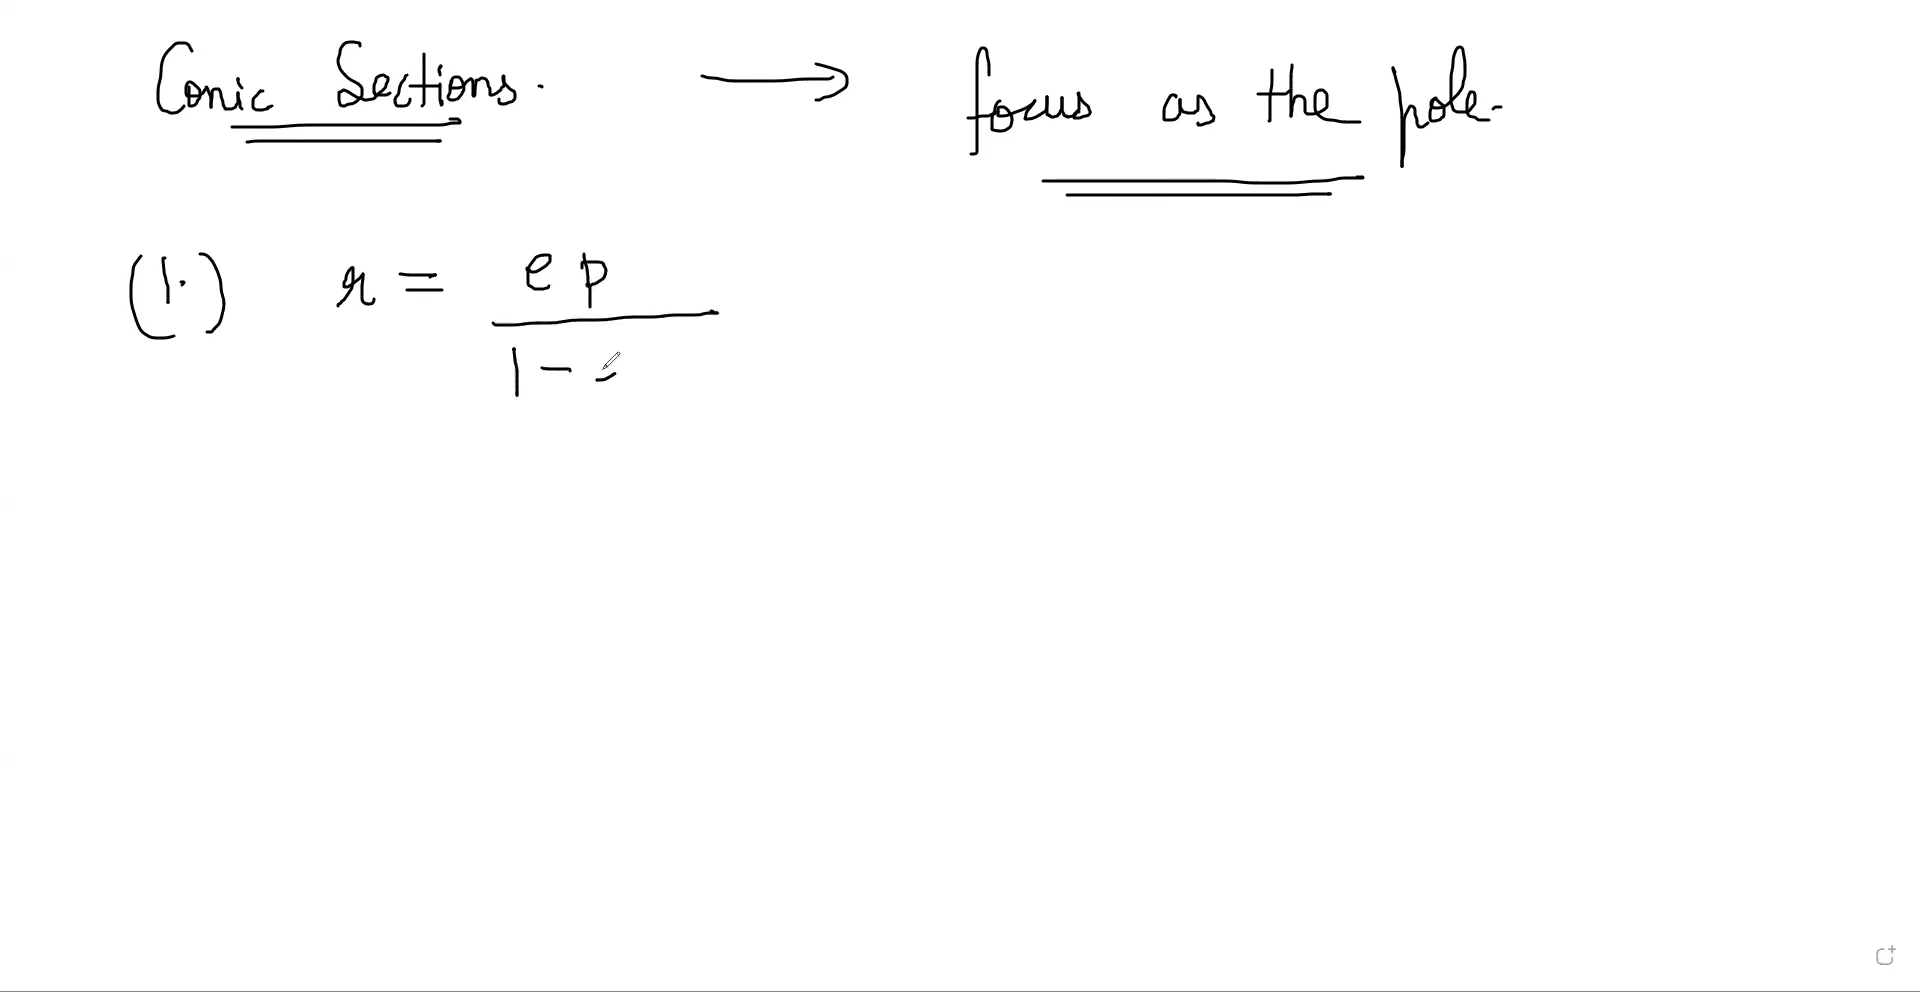 Conic Sections. → focus as the pole.
(1.) r = ep
1 -